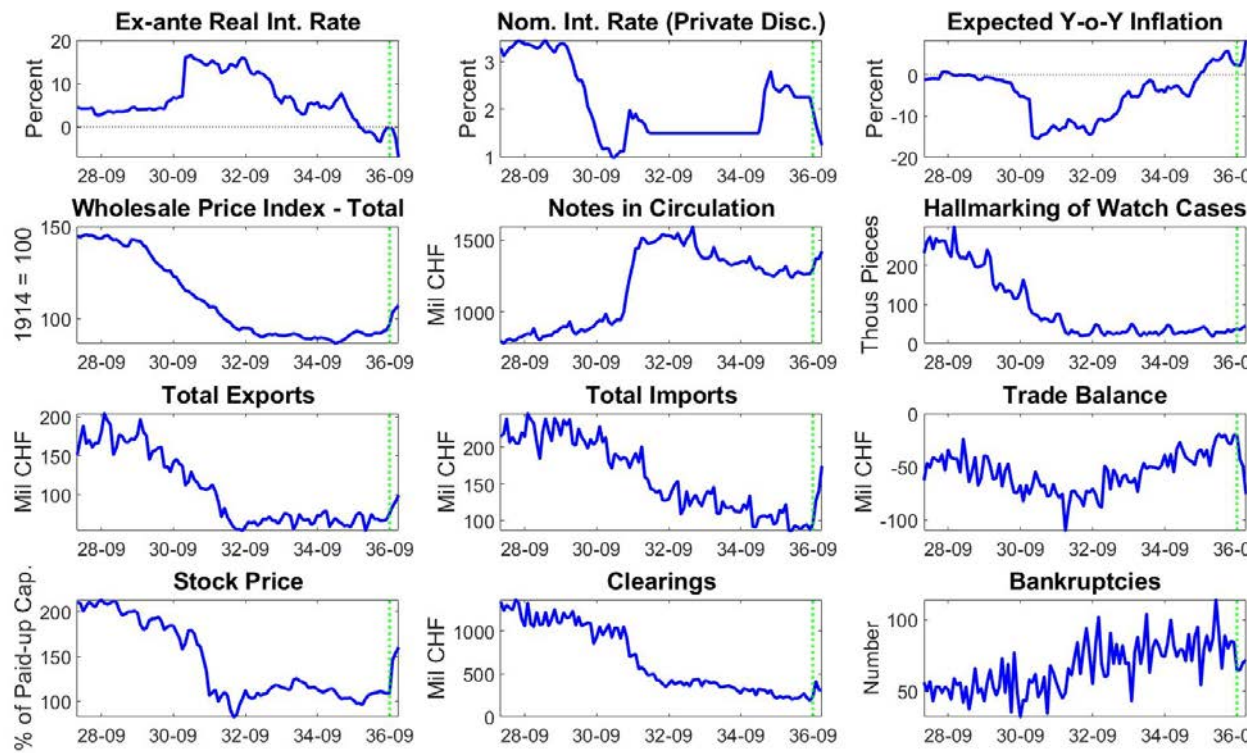 Ex-ante Real Int. Rate
Percent
20
10
0
28-09 30-09 32-09 34-09 36-09
Nom. Int. Rate (Private Disc.)
Percent
3
2
1
28-09 30-09 32-09 34-09 36-09
Expected Y-o-Y Inflation
Percent
0
-10
-20
28-09 30-09 32-09 34-09 36-09
Wholesale Price Index - Total
1914 = 100
150
100
28-09 30-09 32-09 34-09 36-09
Notes in Circulation
Mil CHF
1500
1000
28-09 30-09 32-09 34-09 36-09
Hallmarking of Watch Cases
Thous Pieces
200
100
0
28-09 30-09 32-09 34-09 36-0
Total Exports
Mil CHF
200
150
100
28-09 30-09 32-09 34-09 36-09
Total Imports
Mil CHF
200
150
100
28-09 30-09 32-09 34-09 36-09
Trade Balance
Mil CHF
0
-50
-100
28-09 30-09 32-09 34-09 36-0
Stock Price
% of Paid-up Cap.
200
150
100
28-09 30-09 32-09 34-09 36-09
Clearings
Mil CHF
1000
500
0
28-09 30-09 32-09 34-09 36-09
Bankruptcies
Number
100
50
28-09 30-09 32-09 34-09 36-0